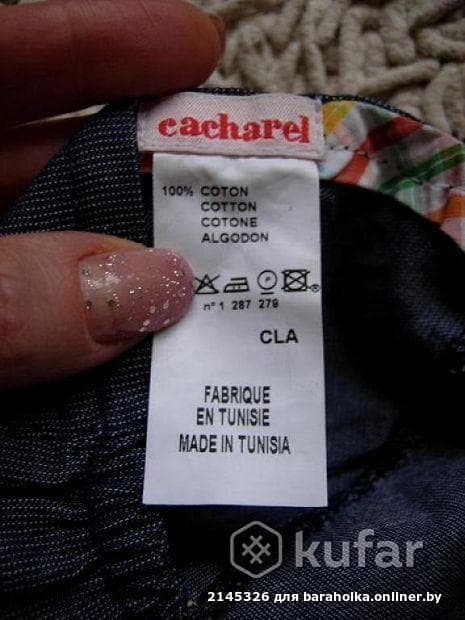 cacharel
100% COTON
COTTON
COTONE
ALGODON
P
®
n° 1 287 279
CLA
FABRIQUE
EN TUNISIE
MADE IN TUNISIA
kufar
2145326 для baraholka.onliner.by